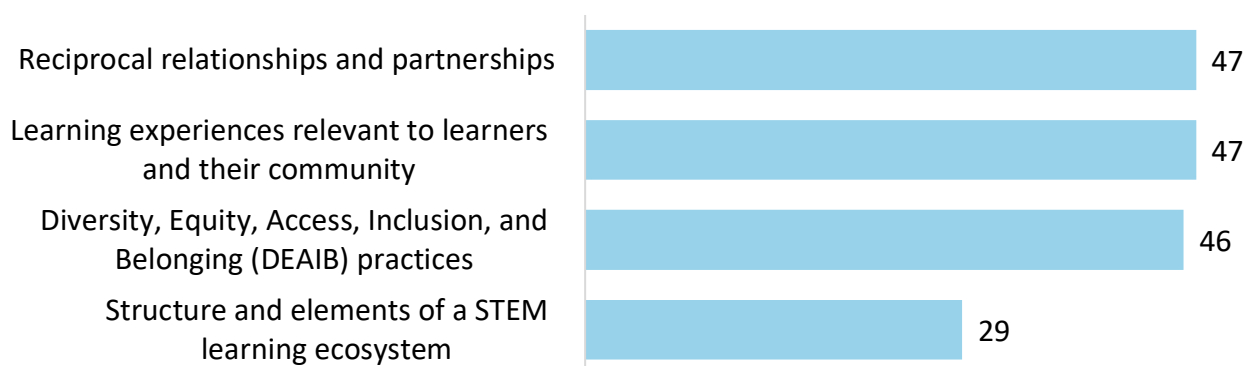 Reciprocal relationships and partnerships
47
Learning experiences relevant to learners
and their community
47
Diversity, Equity, Access, Inclusion, and
Belonging (DEAIB) practices
46
Structure and elements of a STEM
learning ecosystem
29